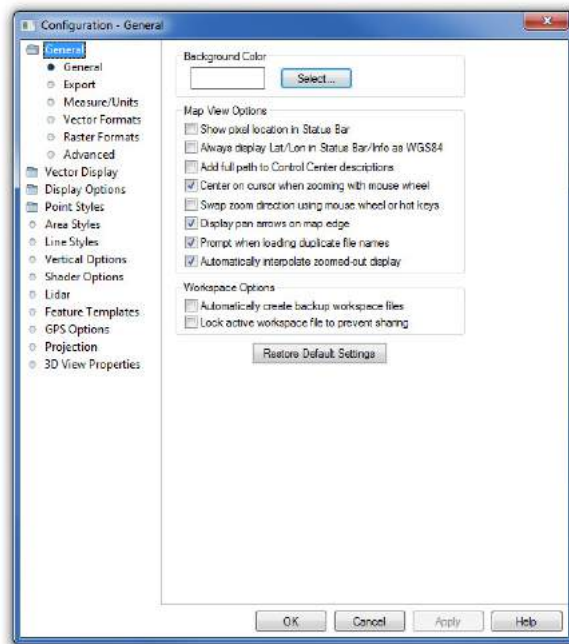 Configuration - General
General
General
Export
Measure/Units
Vector Formats
Raster Formats
Advanced
Vector Display
Display Options
Point Styles
Area Styles
Line Styles
Vertical Options
Shader Options
Lidar
Feature Templates
GPS Options
Projection
3D View Properties
Background Color
Select...
Map View Options
Show pixel location in Status Bar
Always display Lat/Lon in Status Bar/Info as WGS84
Add full path to Control Center descriptions
Center on cursor when zooming with mouse wheel
Swap zoom direction using mouse wheel or hot keys
Display pan arrows on map edge
Prompt when loading duplicate file names
Automatically interpolate zoomed-out display
Workspace Options
Automatically create backup workspace files
Lock active workspace file to prevent sharing
Restore Default Settings
OK
Cancel
Apply
Help